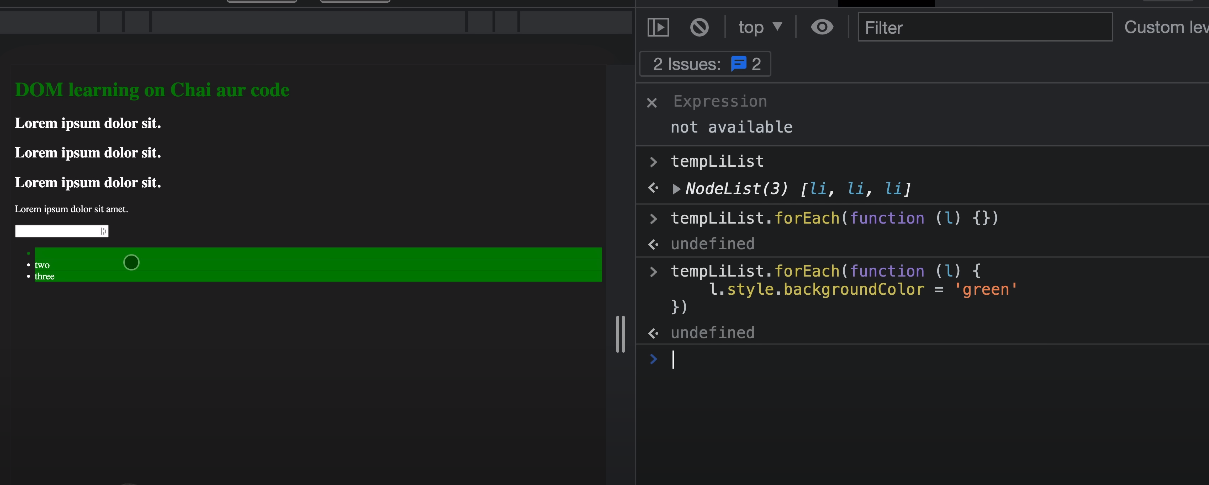 DOM learning on Chai aur code
Lorem ipsum dolor sit.
Lorem ipsum dolor sit.
Lorem ipsum dolor sit.
Lorem ipsum dolor sit amet.
two
three
top
Filter
Custom lev
2 Issues: 2
Expression
not available
tempLiList
NodeList(3) [li, li, li]
tempLiList.forEach(function (l) {})
undefined
tempLiList.forEach(function (l) {
l.style.backgroundColor = 'green'
})
undefined